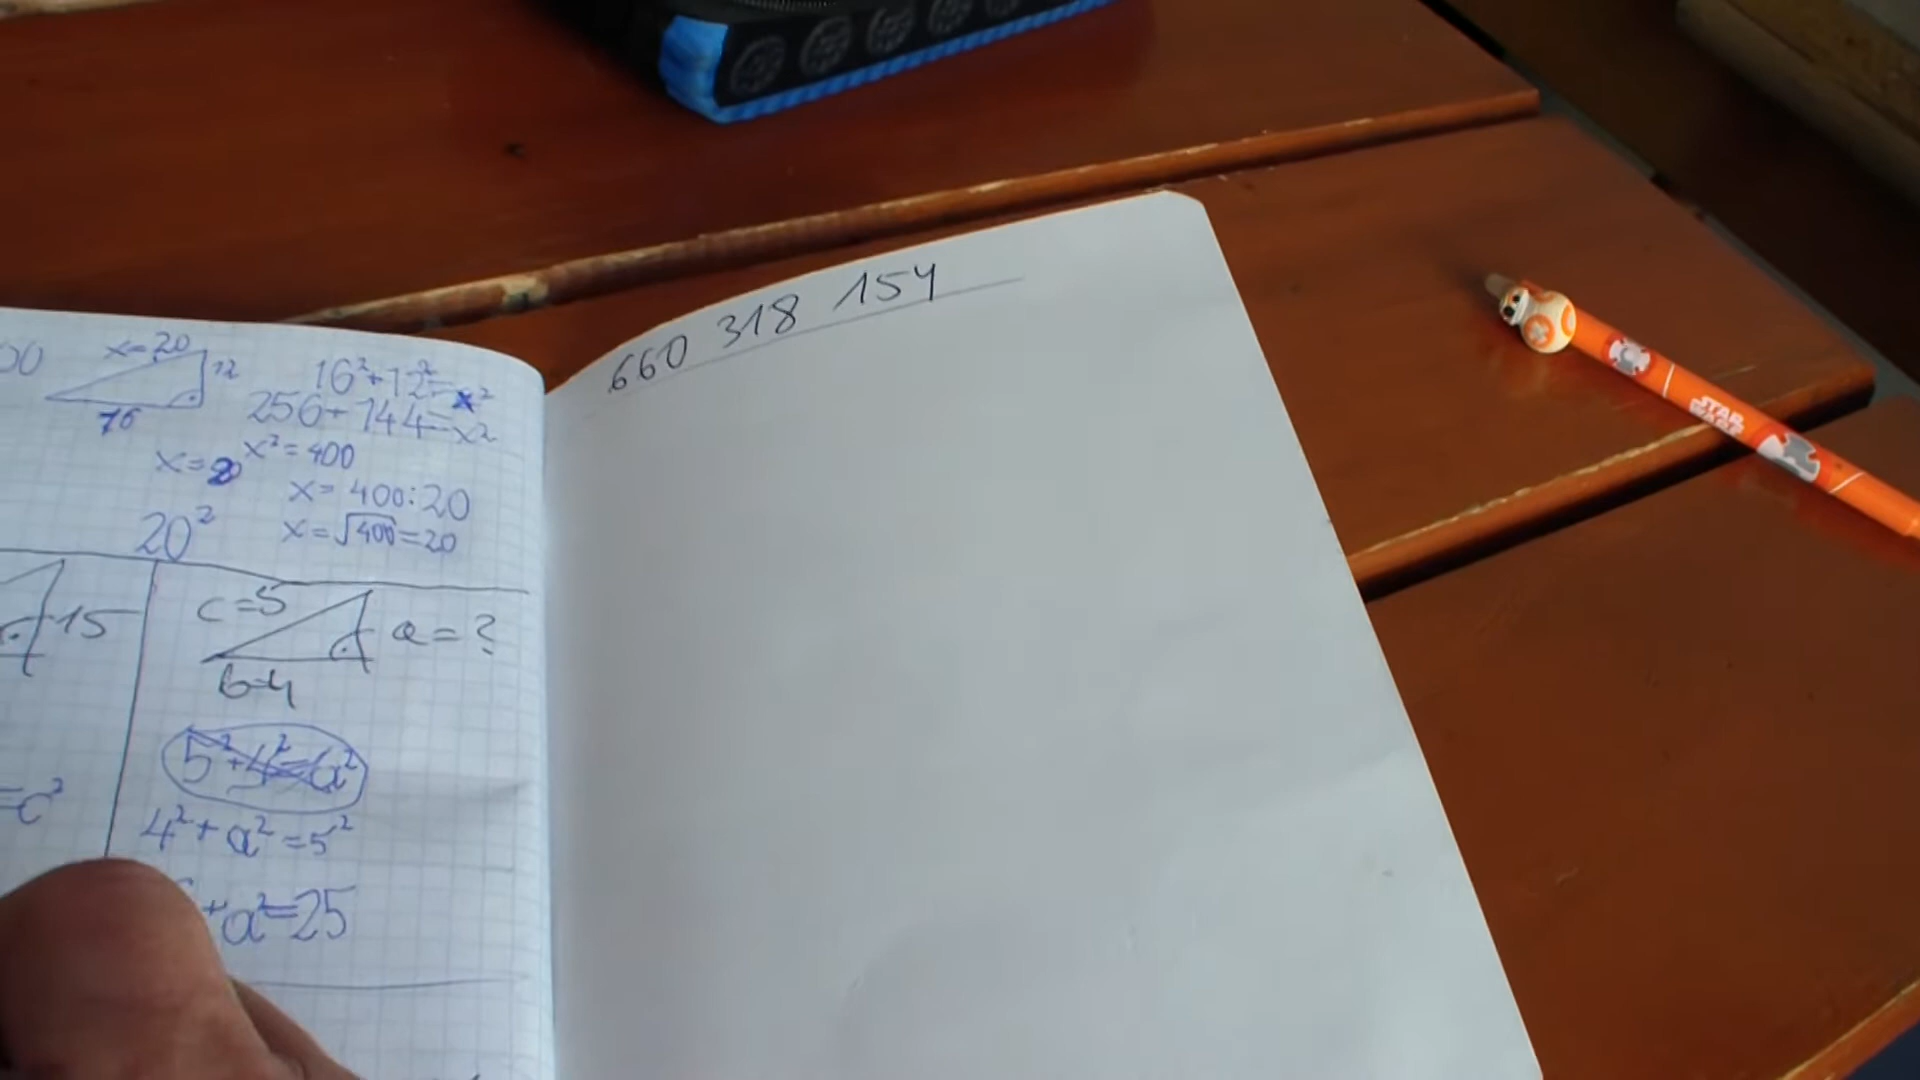 00
x=20
12
16
16²+12²=x²
256+144=x²
x²=400
x=20
x=400:20
20²
x=√400=20
15
c=5
a=?
b=4
5²+4²=a²
=c²
4²+a²=5²
+a²=25
660 318 154
STAR
WARS